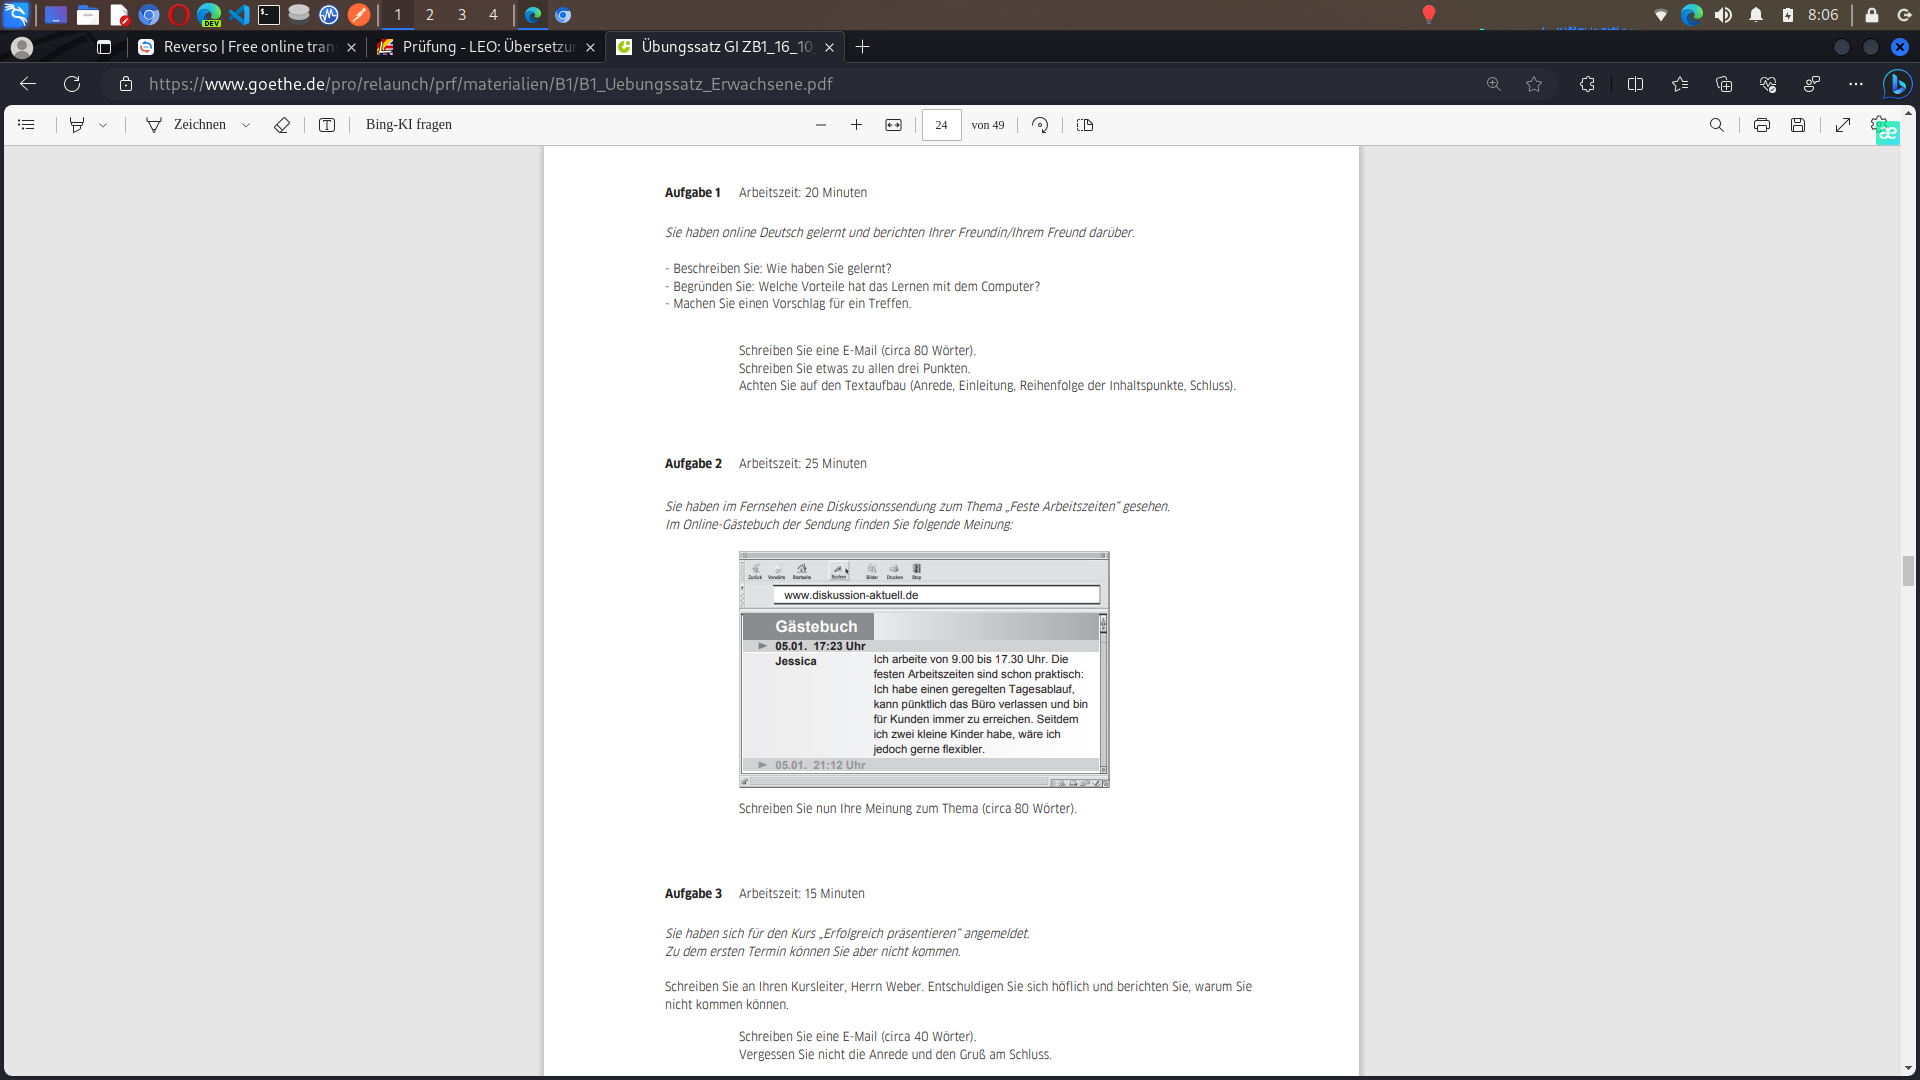 1 2 3 4 8:06
Reverso | Free online tran
Prüfung - LEO: Übersetzu
Übungssatz GI ZB1_16_10
https://www.goethe.de/pro/relaunch/prf/materialien/B1/B1_Uebungssatz_Erwachsene.pdf
Zeichnen Bing-KI fragen 24 von 49
Aufgabe 1 Arbeitszeit: 20 Minuten
Sie haben online Deutsch gelernt und berichten Ihrer Freundin/Ihrem Freund darüber.
- Beschreiben Sie: Wie haben Sie gelernt?
- Begründen Sie: Welche Vorteile hat das Lernen mit dem Computer?
- Machen Sie einen Vorschlag für ein Treffen.
Schreiben Sie eine E-Mail (circa 80 Wörter).
Schreiben Sie etwas zu allen drei Punkten.
Achten Sie auf den Textaufbau (Anrede, Einleitung, Reihenfolge der Inhaltspunkte, Schluss).
Aufgabe 2 Arbeitszeit: 25 Minuten
Sie haben im Fernsehen eine Diskussionssendung zum Thema „Feste Arbeitszeiten“ gesehen.
Im Online-Gästebuch der Sendung finden Sie folgende Meinung:
Zurück Vorwärts Startseite Suchen Bilder Drucken Stop
www.diskussion-aktuell.de
Gästebuch
05.01. 17:23 Uhr
Jessica
Ich arbeite von 9.00 bis 17.30 Uhr. Die
festen Arbeitszeiten sind schon praktisch:
Ich habe einen geregelten Tagesablauf,
kann pünktlich das Büro verlassen und bin
für Kunden immer zu erreichen. Seitdem
ich zwei kleine Kinder habe, wäre ich
jedoch gerne flexibler.
05.01. 21:12 Uhr
Schreiben Sie nun Ihre Meinung zum Thema (circa 80 Wörter).
Aufgabe 3 Arbeitszeit: 15 Minuten
Sie haben sich für den Kurs „Erfolgreich präsentieren“ angemeldet.
Zu dem ersten Termin können Sie aber nicht kommen.
Schreiben Sie an Ihren Kursleiter, Herrn Weber. Entschuldigen Sie sich höflich und berichten Sie, warum Sie
nicht kommen können.
Schreiben Sie eine E-Mail (circa 40 Wörter).
Vergessen Sie nicht die Anrede und den Gruß am Schluss.